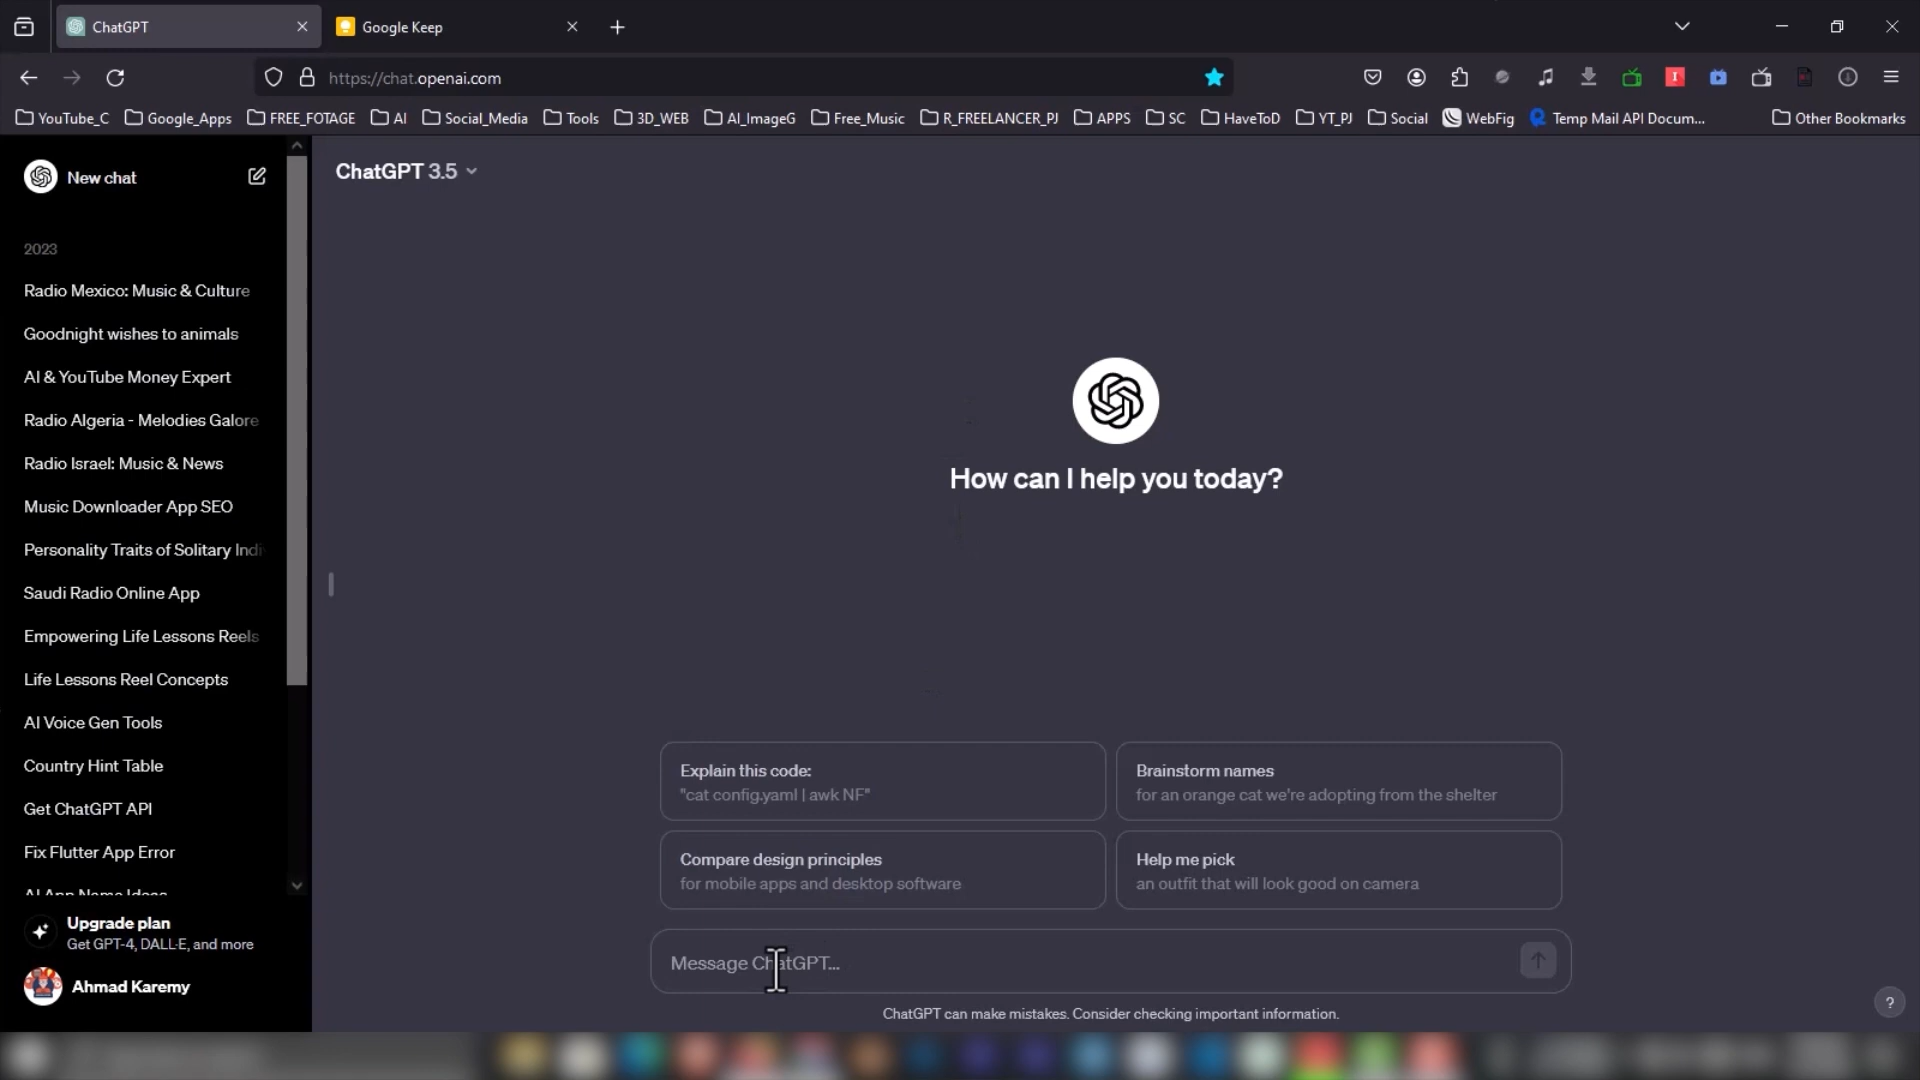 ChatGPT
Google Keep
https://chat.openai.com
YouTube_C
Google_Apps
FREE_FOTAGE
AI
Social_Media
Tools
3D_WEB
AI_ImageG
Free_Music
R_FREELANCER_PJ
APPS
SC
HaveToD
YT_PJ
Social
WebFig
Temp Mail API Docum...
Other Bookmarks
New chat
ChatGPT 3.5
2023
Radio Mexico: Music & Culture
Goodnight wishes to animals
AI & YouTube Money Expert
Radio Algeria - Melodies Galore
Radio Israel: Music & News
Music Downloader App SEO
Personality Traits of Solitary Indi
Saudi Radio Online App
Empowering Life Lessons Reels
Life Lessons Reel Concepts
AI Voice Gen Tools
Country Hint Table
Get ChatGPT API
Fix Flutter App Error
AI App Name Ideas
Upgrade plan
Get GPT-4, DALL·E, and more
Ahmad Karemy
How can I help you today?
Explain this code:
"cat config.yaml | awk NF"
Brainstorm names
for an orange cat we're adopting from the shelter
Compare design principles
for mobile apps and desktop software
Help me pick
an outfit that will look good on camera
Message ChatGPT...
ChatGPT can make mistakes. Consider checking important information.
?